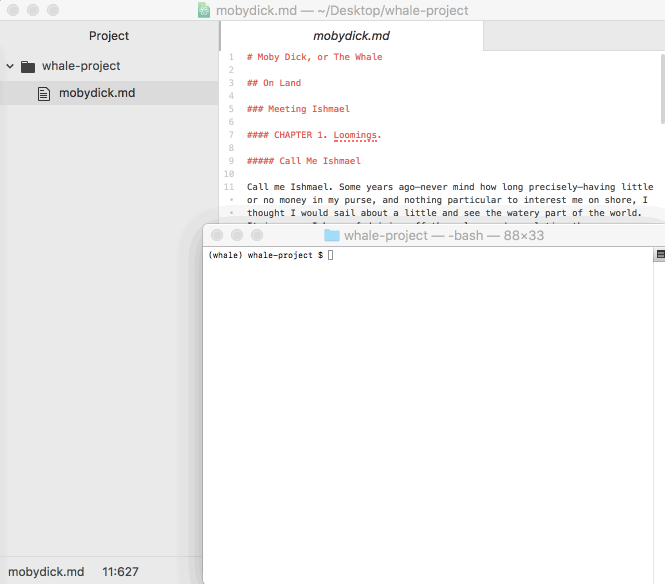 mobydick.md — ~/Desktop/whale-project
Project
whale-project
mobydick.md
mobydick.md
1 # Moby Dick, or The Whale
2
3 ## On Land
4
5 ### Meeting Ishmael
6
7 #### CHAPTER 1. Loomings.
8
9 ##### Call Me Ishmael
10
11 Call me Ishmael. Some years ago—never mind how long precisely—having little
• or no money in my purse, and nothing particular to interest me on shore, I
• thought I would sail about a little and see the watery part of the world.
whale-project — -bash — 88×33
(whale) whale-project $
mobydick.md 11:627